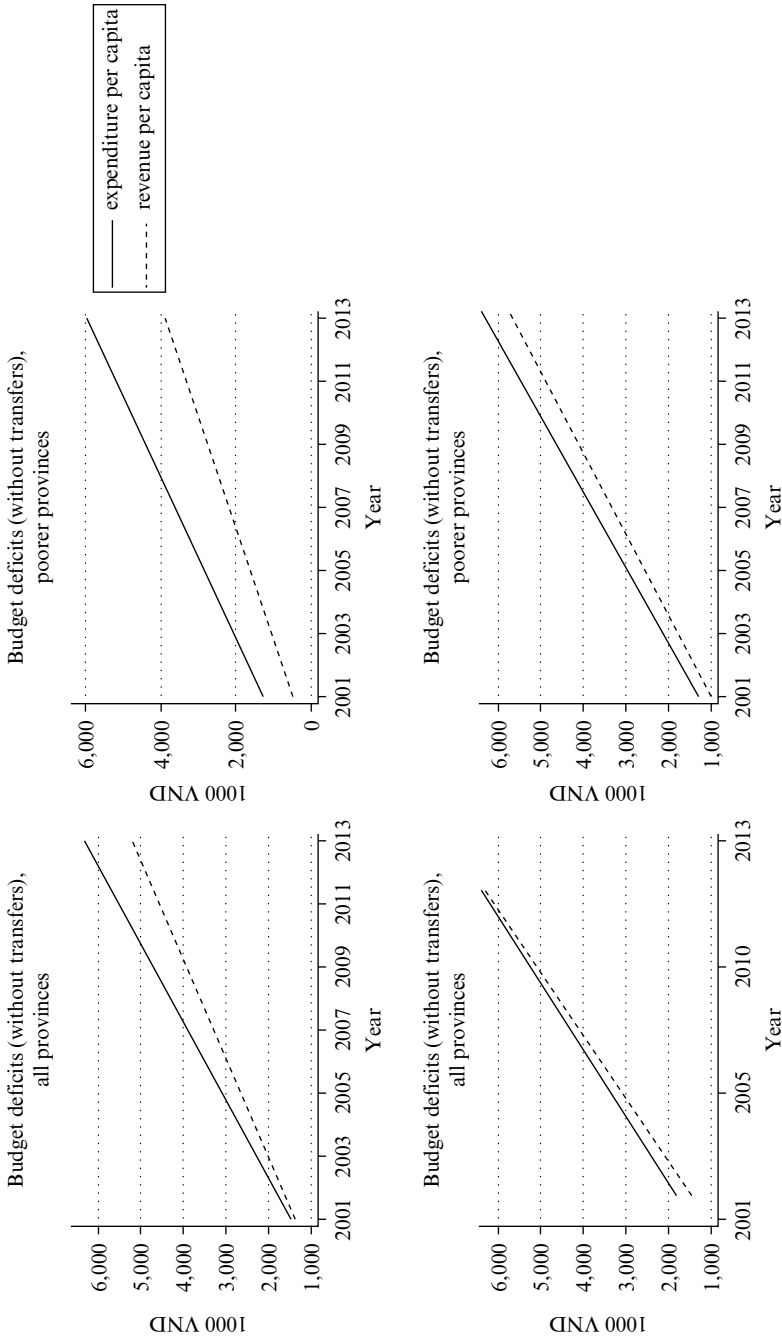 Budget deficits (without transfers),
all provinces
6,000
5,000
4,000
3,000
2,000
1,000
1000 VND
2001 2003 2005 2007 2009 2011 2013
Year
Budget deficits (without transfers),
poorer provinces
6,000
4,000
2,000
0
1000 VND
2001 2003 2005 2007 2009 2011 2013
Year
expenditure per capita
revenue per capita
Budget deficits (without transfers),
all provinces
6,000
5,000
4,000
3,000
2,000
1,000
1000 VND
2001 2005 2010 2013
Year
Budget deficits (without transfers),
poorer provinces
6,000
5,000
4,000
3,000
2,000
1,000
1000 VND
2001 2003 2005 2007 2009 2011 2013
Year